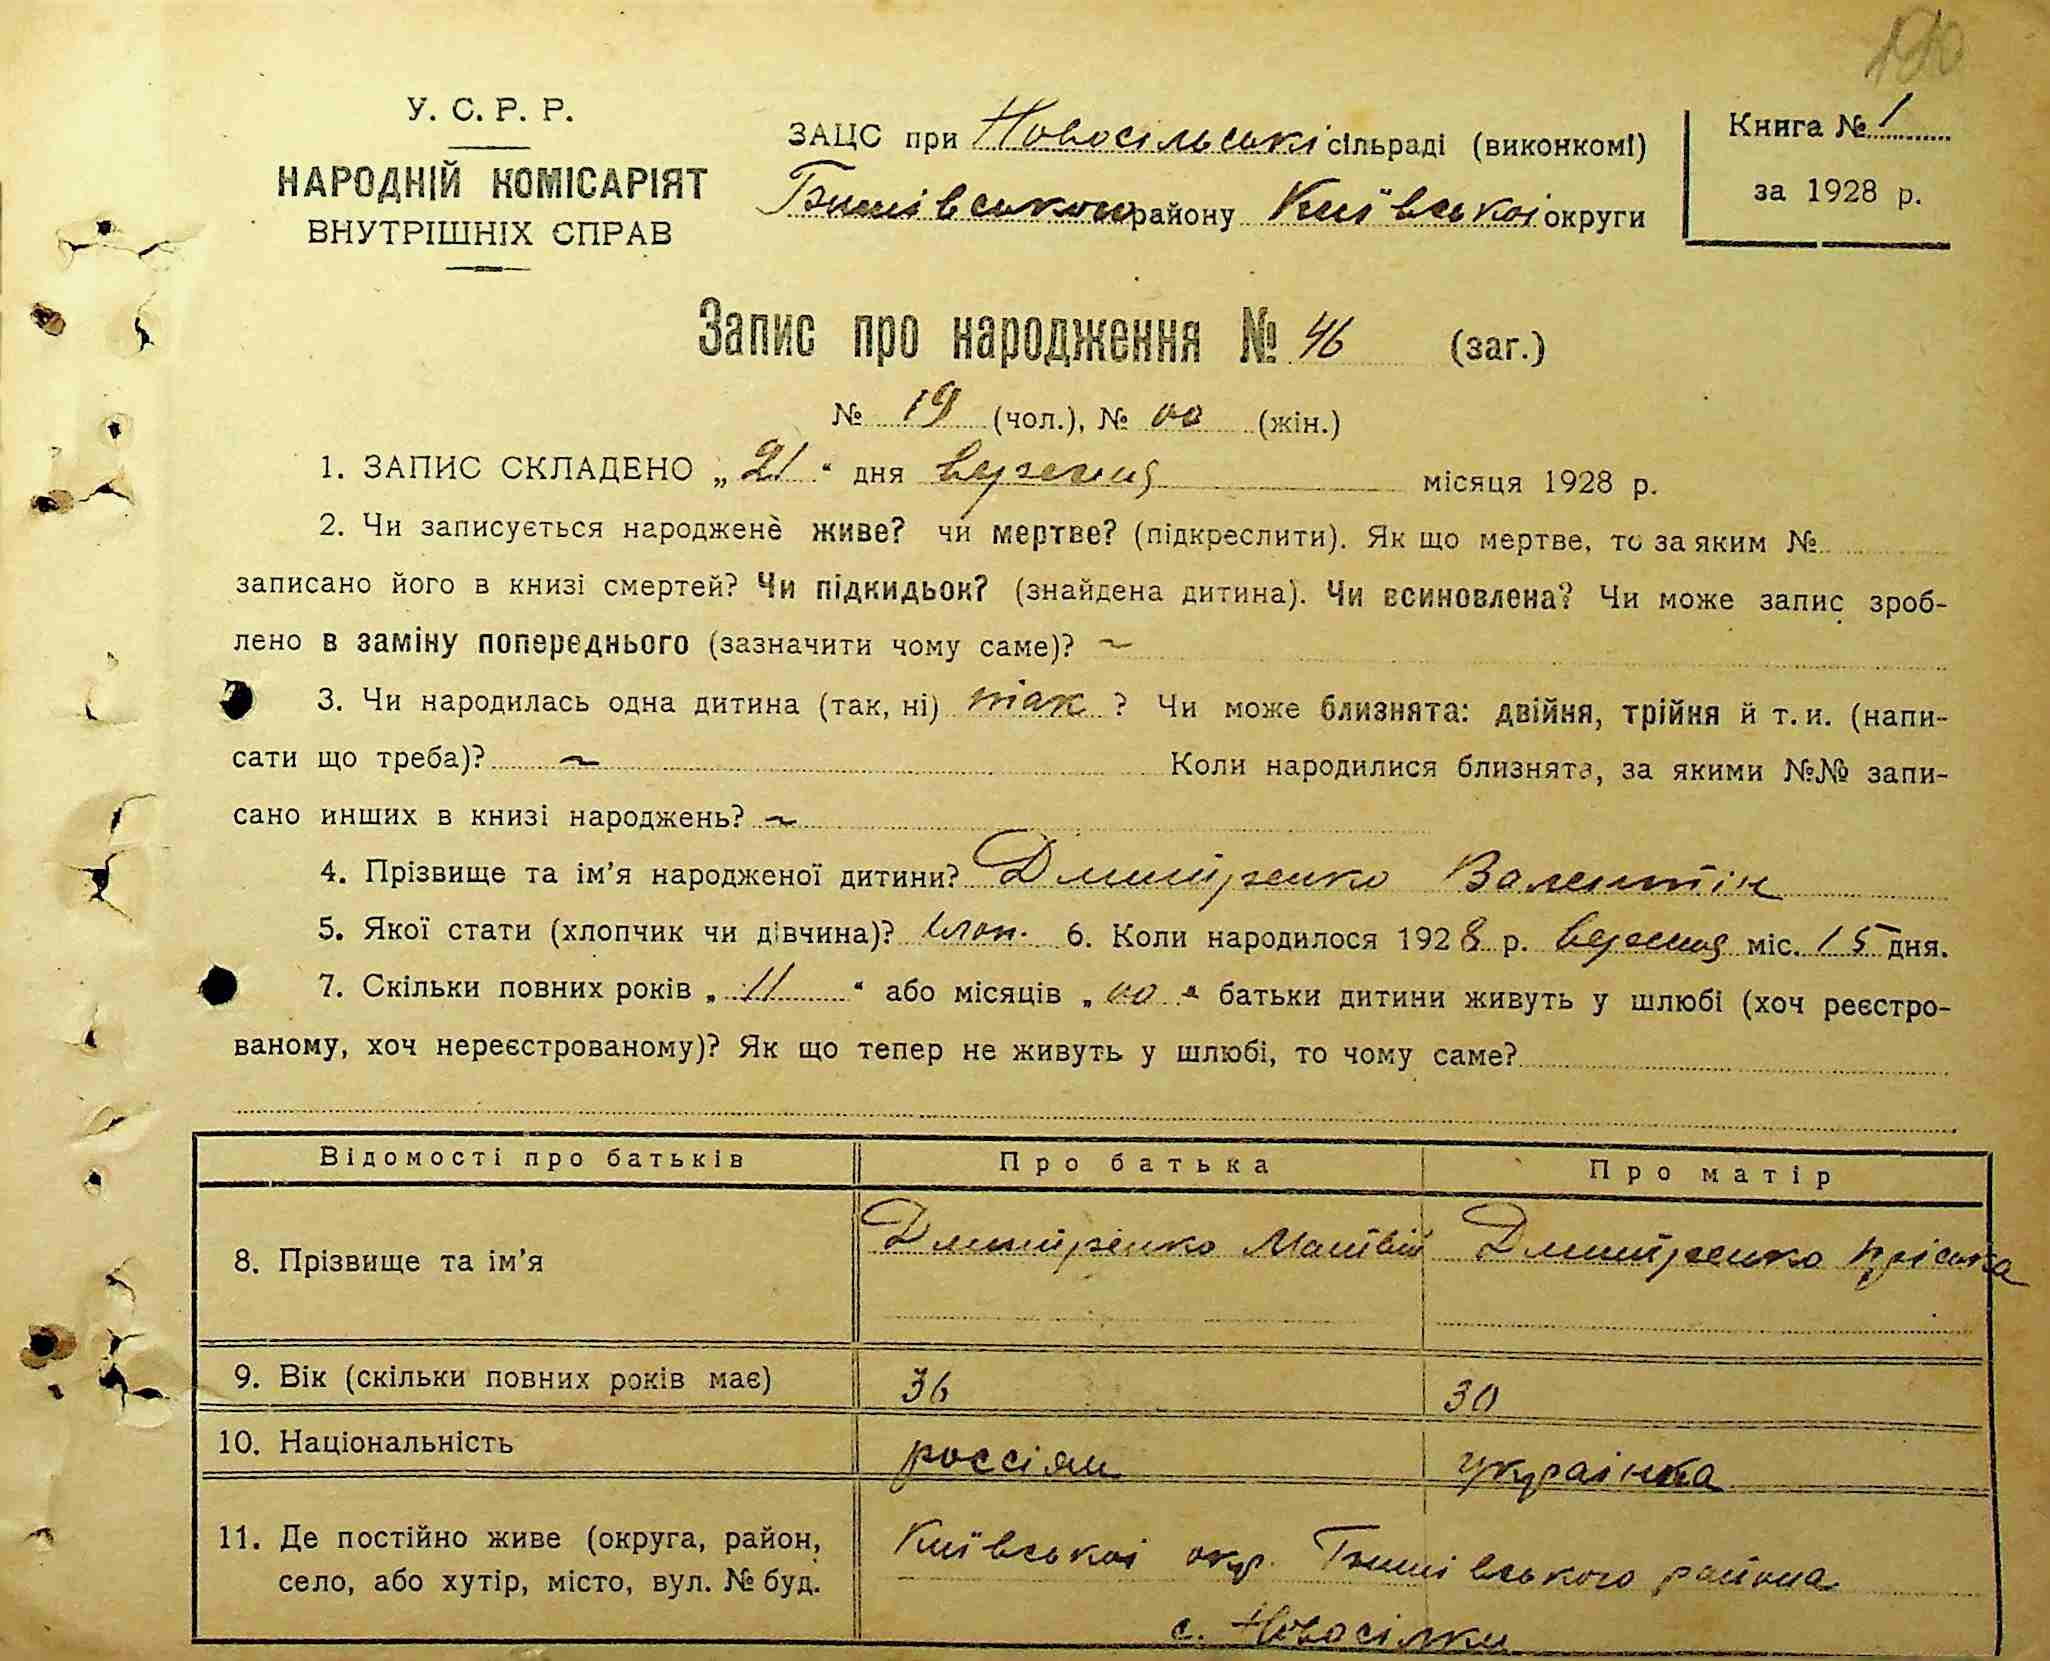 У. С. Р. Р.
НАРОДНІЙ КОМІСАРІЯТ
ВНУТРІШНІХ СПРАВ
ЗАЦС при Новосільські сільраді (виконкомі)
Бишівського району Київської округи
Книга № 1
за 1928 р.
Запис про народження № 46 (заг.)
№ 19 (чол.), № 00 (жін.)
1. ЗАПИС СКЛАДЕНО „ 21 “ дня березня місяця 1928 р.
2. Чи записується народжене живе? чи мертве? (підкреслити). Як що мертве, то за яким №
записано його в книзі смертей? Чи підкидьок? (знайдена дитина). Чи всиновлена? Чи може запис зроб-
лено в заміну попереднього (зазначити чому саме)? ~
3. Чи народилась одна дитина (так, ні) так ? Чи може близнята: двійня, трійня й т. и. (напи-
сати що треба)? ~ Коли народилися близнята, за якими №№ запи-
сано инших в книзі народжень? ~
4. Прізвище та ім’я народженої дитини? Дмитренко Валентін
5. Якої стати (хлопчик чи дівчина)? хлоп. 6. Коли народилося 1928 р. березня міс. 15 дня.
7. Скільки повних років „ 11 “ або місяців „ 00 “ батьки дитини живуть у шлюбі (хоч реєстро-
ваному, хоч нереєстрованому)? Як що тепер не живуть у шлюбі, то чому саме?
Відомості про батьків Про батька Про матір
8. Прізвище та ім’я Дмитренко Матвій Дмитренко Пріська
9. Вік (скільки повних років має) 36 30
10. Національність россіян украінка
11. Де постійно живе (округа, район, Київської окр. Бишівського района
село, або хутір, місто, вул. № буд. с. Новосілки